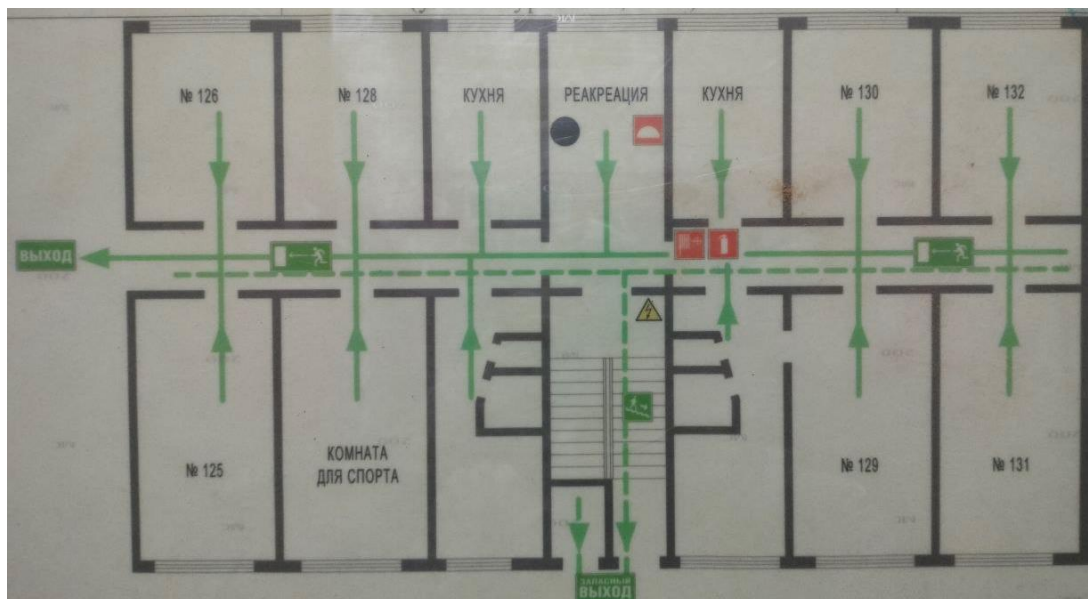 № 126
№ 128
КУХНЯ
РЕАКРЕАЦИЯ
КУХНЯ
№ 130
№ 132
ВЫХОД
№ 125
КОМНАТА
ДЛЯ СПОРТА
№ 129
№ 131
ЗАПАСНЫЙ
ВЫХОД